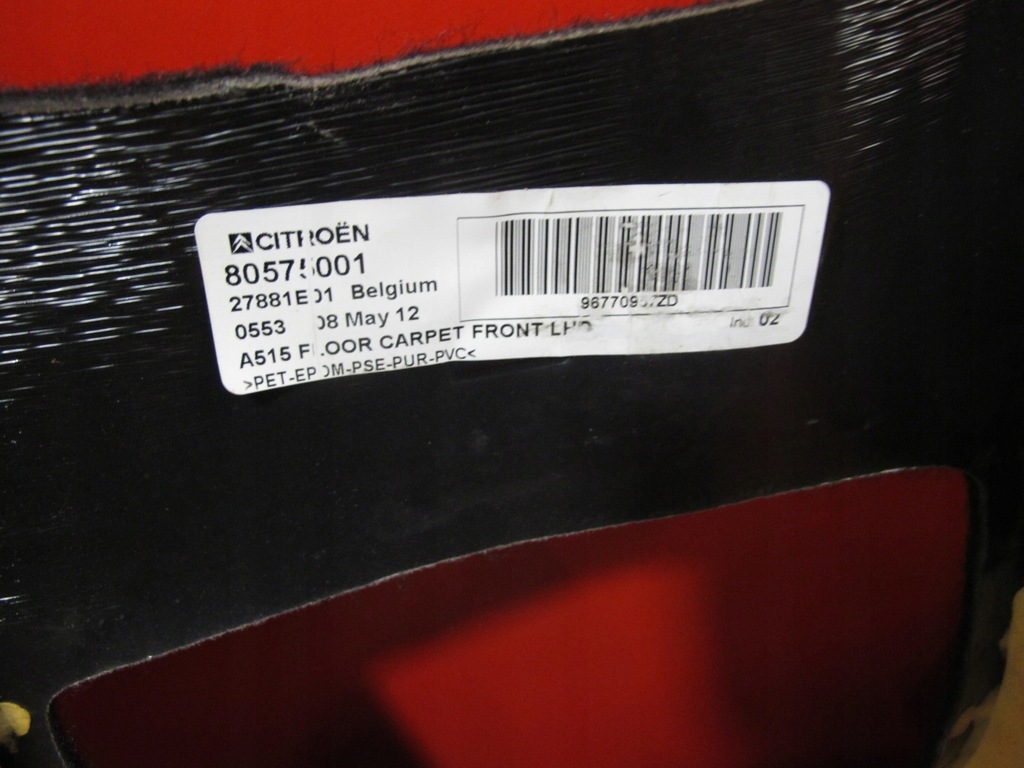 CITROËN
80575001
27881E01 Belgium
0553 08 May 12
A515 FLOOR CARPET FRONT LHD
>PET-EPDM-PSE-PUR-PVC<
02